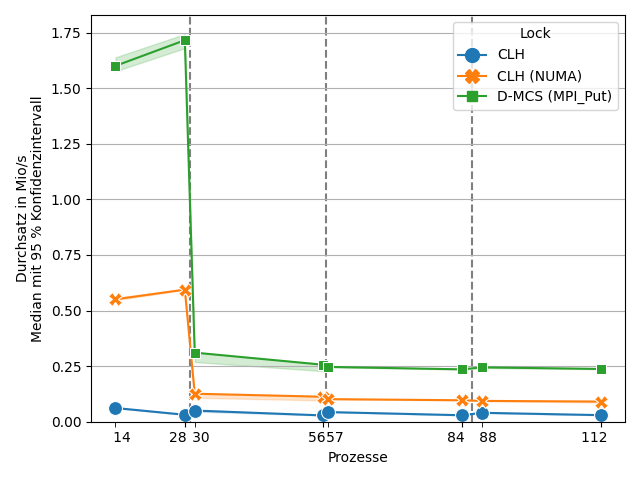 Durchsatz in Mio/s
Median mit 95 % Konfidenzintervall
1.75
1.50
1.25
1.00
0.75
0.50
0.25
0.00
Lock
CLH
CLH (NUMA)
D-MCS (MPI_Put)
14 28 30 56 57 84 88 112
Prozesse